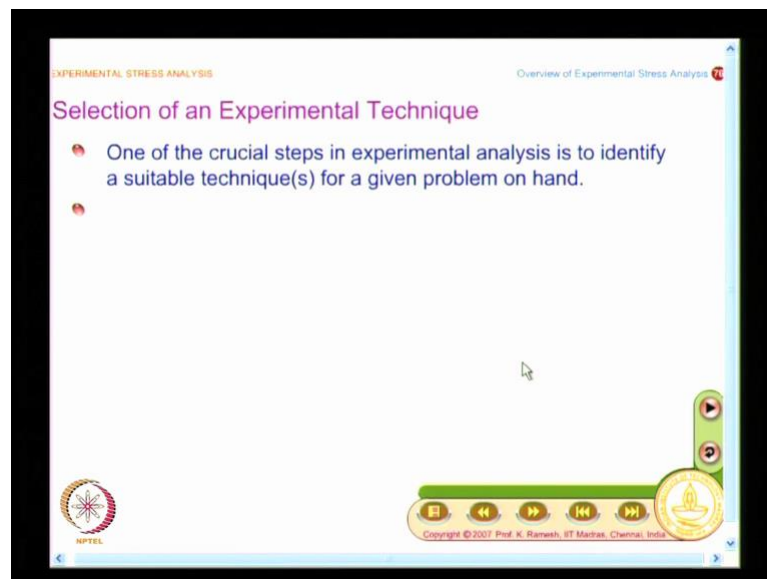 EXPERIMENTAL STRESS ANALYSIS
Overview of Experimental Stress Analysis 76
Selection of an Experimental Technique
One of the crucial steps in experimental analysis is to identify
a suitable technique(s) for a given problem on hand.
NPTEL
Copyright © 2007 Prof. K. Ramesh, IIT Madras, Chennai, India